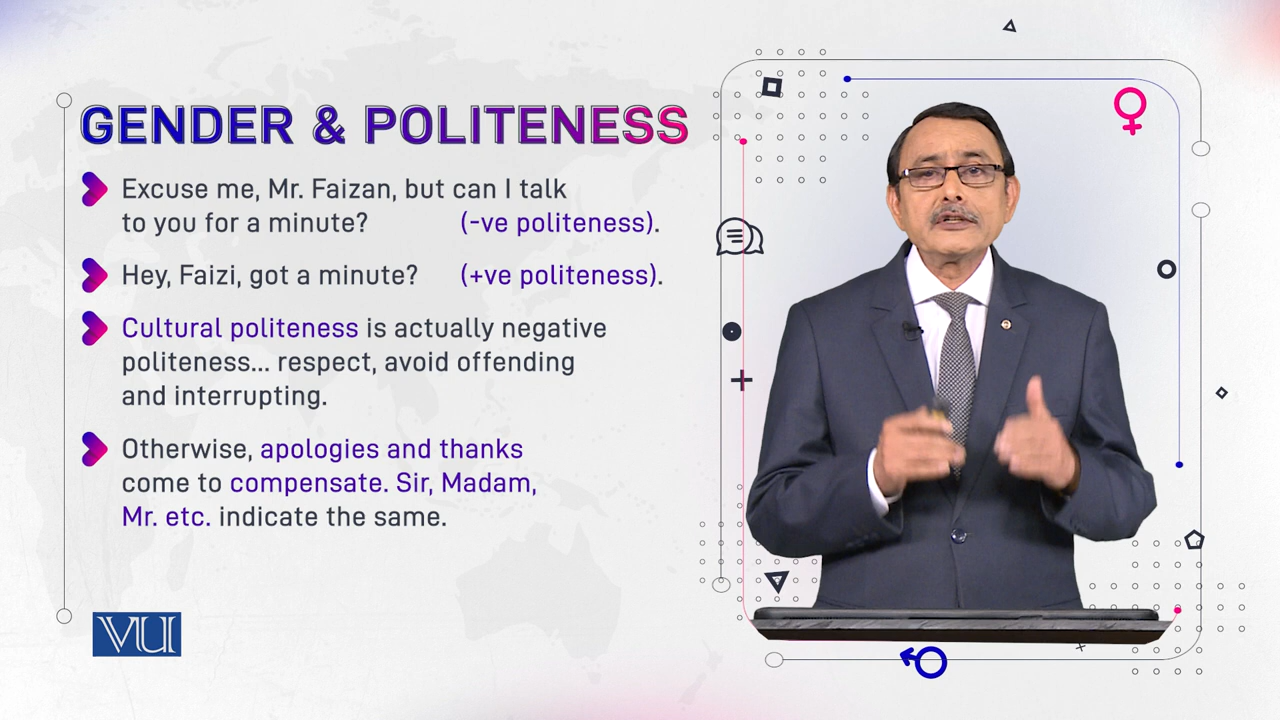 GENDER & POLITENESS
Excuse me, Mr. Faizan, but can I talk
to you for a minute? (-ve politeness).
Hey, Faizi, got a minute? (+ve politeness).
Cultural politeness is actually negative
politeness... respect, avoid offending
and interrupting.
Otherwise, apologies and thanks
come to compensate. Sir, Madam,
Mr. etc. indicate the same.
VU